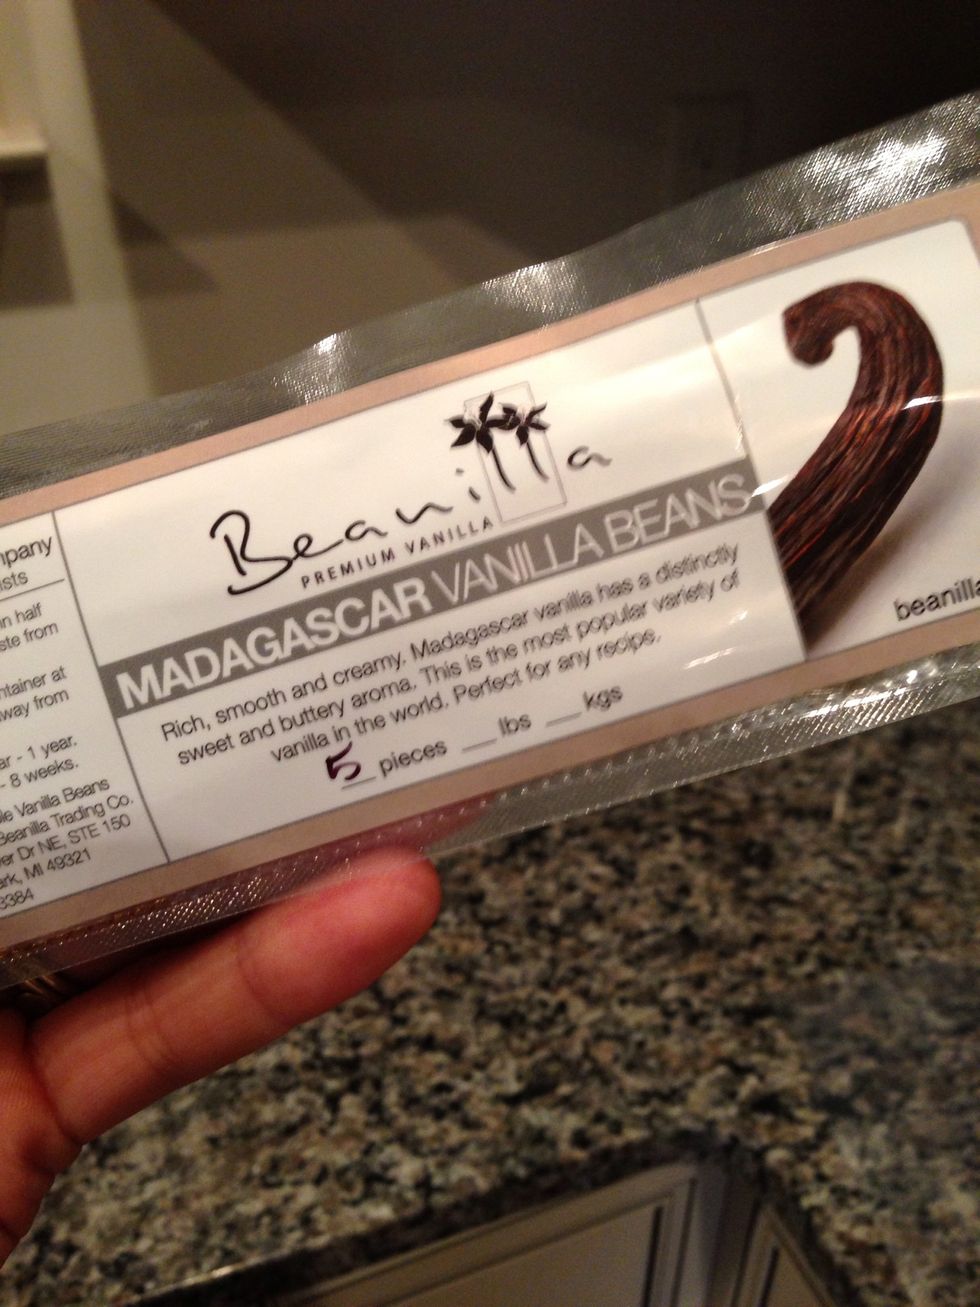 Beanilla
PREMIUM VANILLA
MADAGASCAR VANILLA BEANS
Rich, smooth and creamy. Madagascar vanilla has a distinctly
sweet and buttery aroma. This is the most popular variety of
vanilla in the world. Perfect for any recipe.
5 pieces __ lbs __ kgs
mpany
ists
in half
ste from
ntainer at
way from
ar - 1 year.
- 8 weeks.
le Vanilla Beans
Beanilla Trading Co.
er Dr NE, STE 150
ark, MI 49321
3384
beanilla